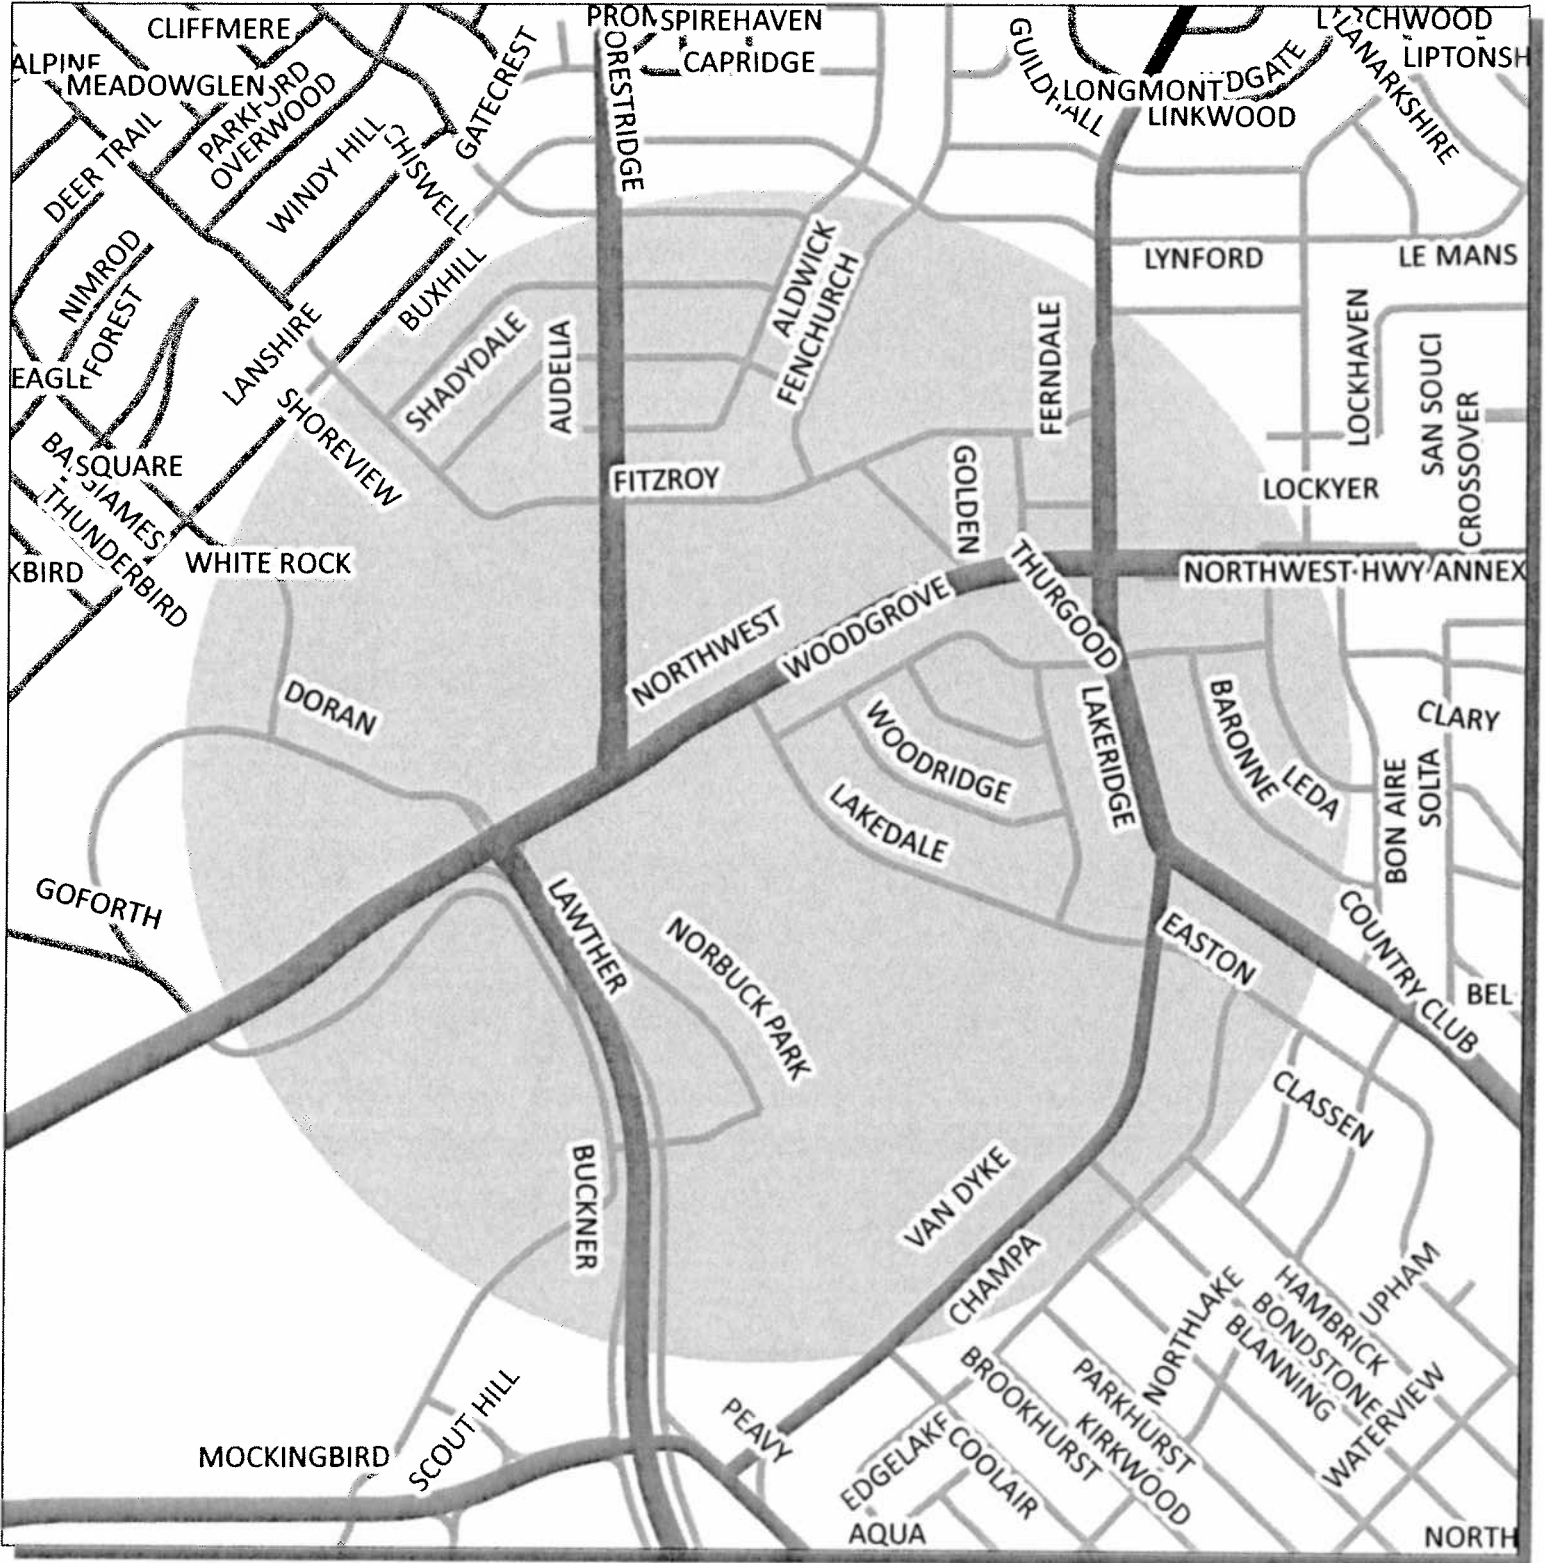 CLIFFMERE
SPIREHAVEN
CAPRIDGE
LIPTONSH
ALPINE
MEADOWGLEN
PARKFORD
OVERWOOD
GATECREST
FORESTRIDGE
GUILDHALL
LONGMONT
LINKWOOD
LANARKSHIRE
DEER TRAIL
WINDY HILL
CHISWELL
NIMROD
FOREST
BUXHILL
ALDWICK
FENCHURCH
LYNFORD
LE MANS
EAGLE
LANSHIRE
SHADYDALE
AUDELIA
FERNDALE
LOCKHAVEN
SAN SOUCI
CROSSOVER
SHOREVIEW
SQUARE
THUNDERBIRD
KBIRD
WHITE ROCK
FITZROY
GOLDEN
LOCKYER
NORTHWEST HWY ANNEX
THURGOOD
NORTHWEST
WOODGROVE
DORAN
WOODRIDGE
LAKERIDGE
BARONNE
LEDA
CLARY
BON AIRE
SOLTA
LAKEDALE
GOFORTH
LAWTHER
NORBUCK PARK
EASTON
COUNTRY CLUB
BEL
CLASSEN
BUCKNER
VAN DYKE
CHAMPA
NORTHLAKE
HAMBRICK
BONDSTONE
BLANNING
UPHAM
WATERVIEW
BROOKHURST
PARKHURST
KIRKWOOD
PEAVY
SCOUT HILL
MOCKINGBIRD
EDGELAKE
COOLAIR
AQUA
NORTH